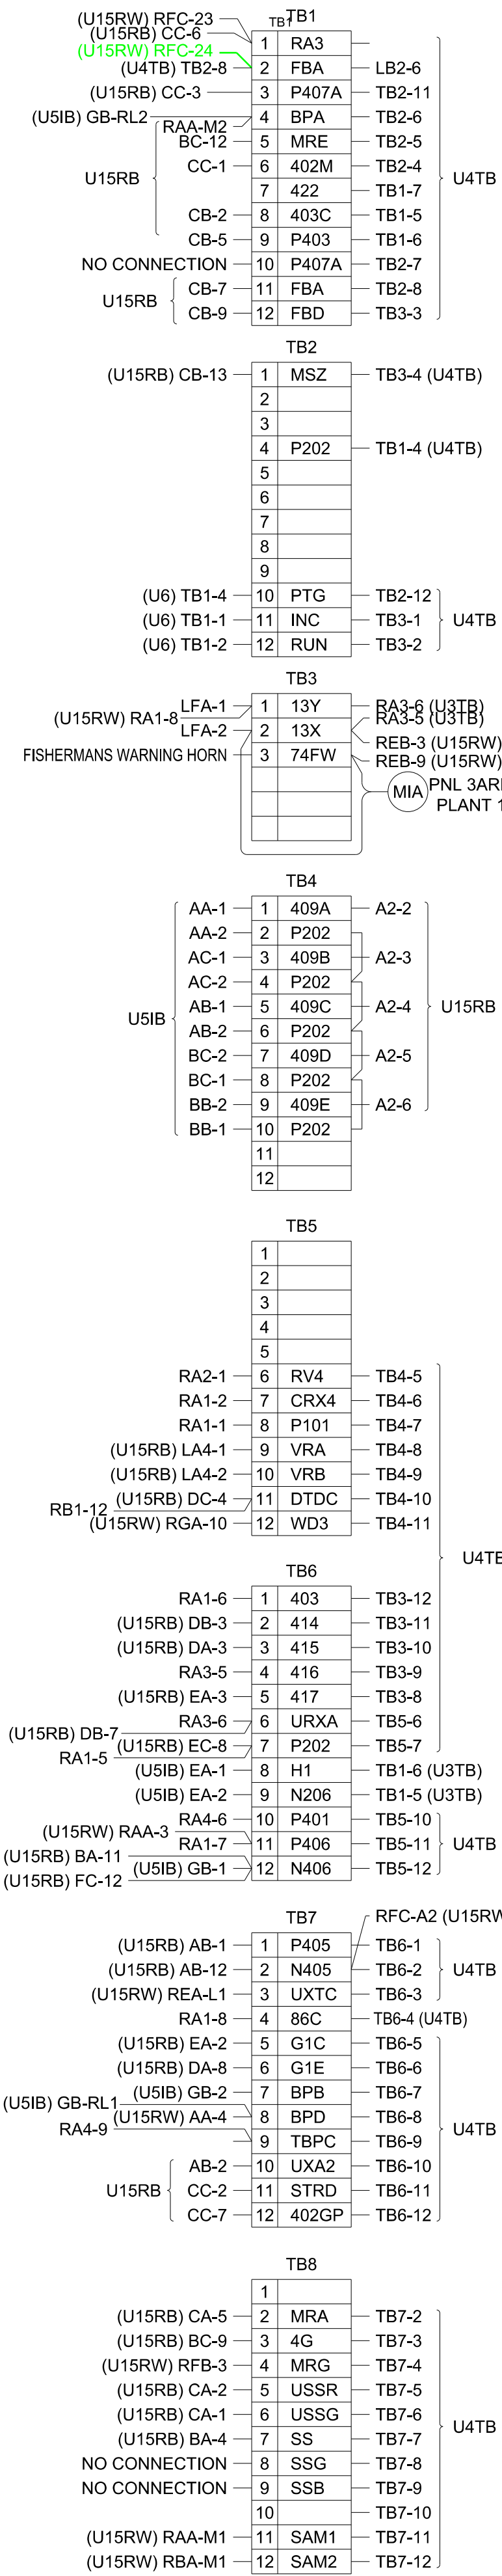 (U15RW) RFC-23
TB1 TB1
(U15RB) CC-6 1 RA3
(U15RW) RFC-24
(U4TB) TB2-8 2 FBA LB2-6
(U15RB) CC-3 3 P407A TB2-11
(U5IB) GB-RL2 4 BPA TB2-6
RAA-M2
BC-12 5 MRE TB2-5
CC-1 6 402M TB2-4
U15RB U4TB
7 422 TB1-7
CB-2 8 403C TB1-5
CB-5 9 P403 TB1-6
NO CONNECTION 10 P407A TB2-7
CB-7 11 FBA TB2-8
U15RB
CB-9 12 FBD TB3-3
TB2
(U15RB) CB-13 1 MSZ TB3-4 (U4TB)
2
3
4 P202 TB1-4 (U4TB)
5
6
7
8
9
(U6) TB1-4 10 PTG TB2-12
(U6) TB1-1 11 INC TB3-1 U4TB
(U6) TB1-2 12 RUN TB3-2
TB3
LFA-1 1 13Y RA3-6 (U3TB)
(U15RW) RA1-8 RA3-5 (U3TB)
LFA-2 2 13X REB-3 (U15RW)
FISHERMANS WARNING HORN 3 74FW REB-9 (U15RW)
MIA PNL 3AR
PLANT 1
TB4
AA-1 1 409A A2-2
AA-2 2 P202
AC-1 3 409B A2-3
AC-2 4 P202
AB-1 5 409C A2-4 U15RB
U5IB
AB-2 6 P202
BC-2 7 409D A2-5
BC-1 8 P202
BB-2 9 409E A2-6
BB-1 10 P202
11
12
TB5
1
2
3
4
5
RA2-1 6 RV4 TB4-5
RA1-2 7 CRX4 TB4-6
RA1-1 8 P101 TB4-7
(U15RB) LA4-1 9 VRA TB4-8
(U15RB) LA4-2 10 VRB TB4-9
(U15RB) DC-4 11 DTDC TB4-10
RB1-12
(U15RW) RGA-10 12 WD3 TB4-11
U4TB
TB6
RA1-6 1 403 TB3-12
(U15RB) DB-3 2 414 TB3-11
(U15RB) DA-3 3 415 TB3-10
RA3-5 4 416 TB3-9
(U15RB) EA-3 5 417 TB3-8
RA3-6 6 URXA TB5-6
(U15RB) DB-7
(U15RB) EC-8 7 P202 TB5-7
RA1-5
(U5IB) EA-1 8 H1 TB1-6 (U3TB)
(U5IB) EA-2 9 N206 TB1-5 (U3TB)
RA4-6 10 P401 TB5-10
(U15RW) RAA-3
RA1-7 11 P406 TB5-11 U4TB
(U15RB) BA-11
(U5IB) GB-1 12 N406 TB5-12
(U15RB) FC-12
TB7 RFC-A2 (U15RW
(U15RB) AB-1 1 P405 TB6-1
(U15RB) AB-12 2 N405 TB6-2 U4TB
(U15RW) REA-L1 3 UXTC TB6-3
RA1-8 4 86C TB6-4 (U4TB)
(U15RB) EA-2 5 G1C TB6-5
(U15RB) DA-8 6 G1E TB6-6
(U5IB) GB-2 7 BPB TB6-7
(U5IB) GB-RL1
(U15RW) AA-4 8 BPD TB6-8
RA4-9 U4TB
9 TBPC TB6-9
AB-2 10 UXA2 TB6-10
U15RB CC-2 11 STRD TB6-11
CC-7 12 402GP TB6-12
TB8
1
(U15RB) CA-5 2 MRA TB7-2
(U15RB) BC-9 3 4G TB7-3
(U15RW) RFB-3 4 MRG TB7-4
(U15RB) CA-2 5 USSR TB7-5
(U15RB) CA-1 6 USSG TB7-6
(U15RB) BA-4 7 SS TB7-7 U4TB
NO CONNECTION 8 SSG TB7-8
NO CONNECTION 9 SSB TB7-9
10 TB7-10
(U15RW) RAA-M1 11 SAM1 TB7-11
(U15RW) RBA-M1 12 SAM2 TB7-12